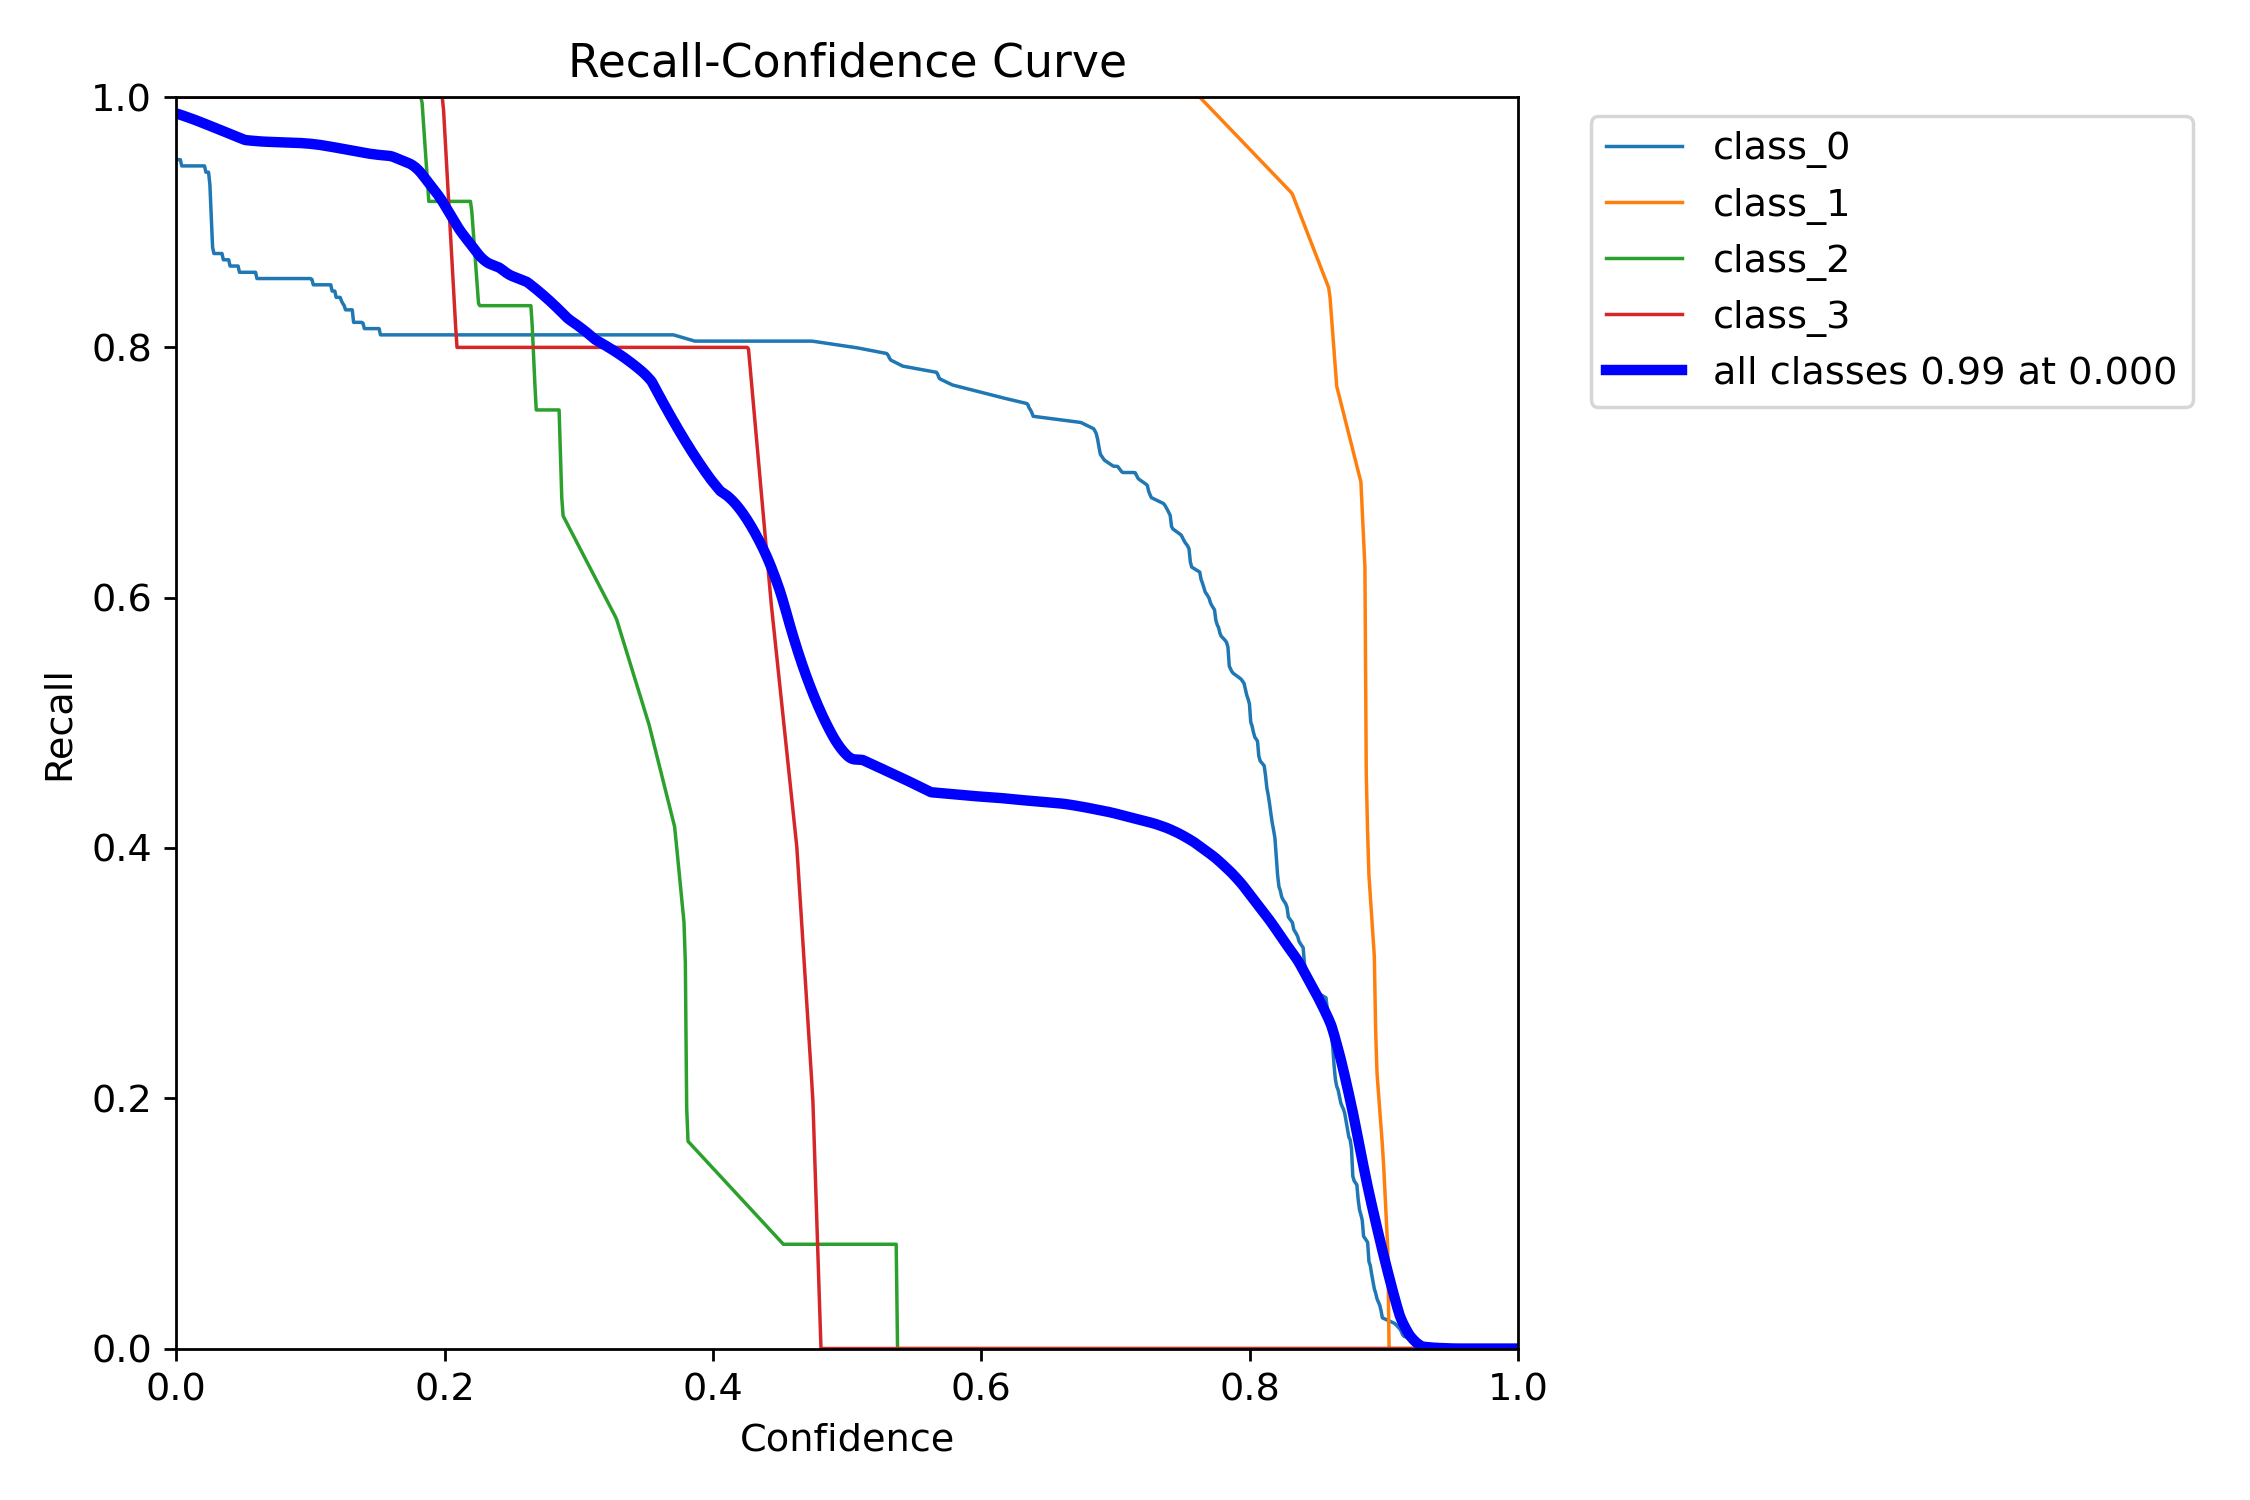 Recall-Confidence Curve
1.0
0.8
0.6
0.4
0.2
0.0
Recall
0.0 0.2 0.4 0.6 0.8 1.0
Confidence
class_0
class_1
class_2
class_3
all classes 0.99 at 0.000